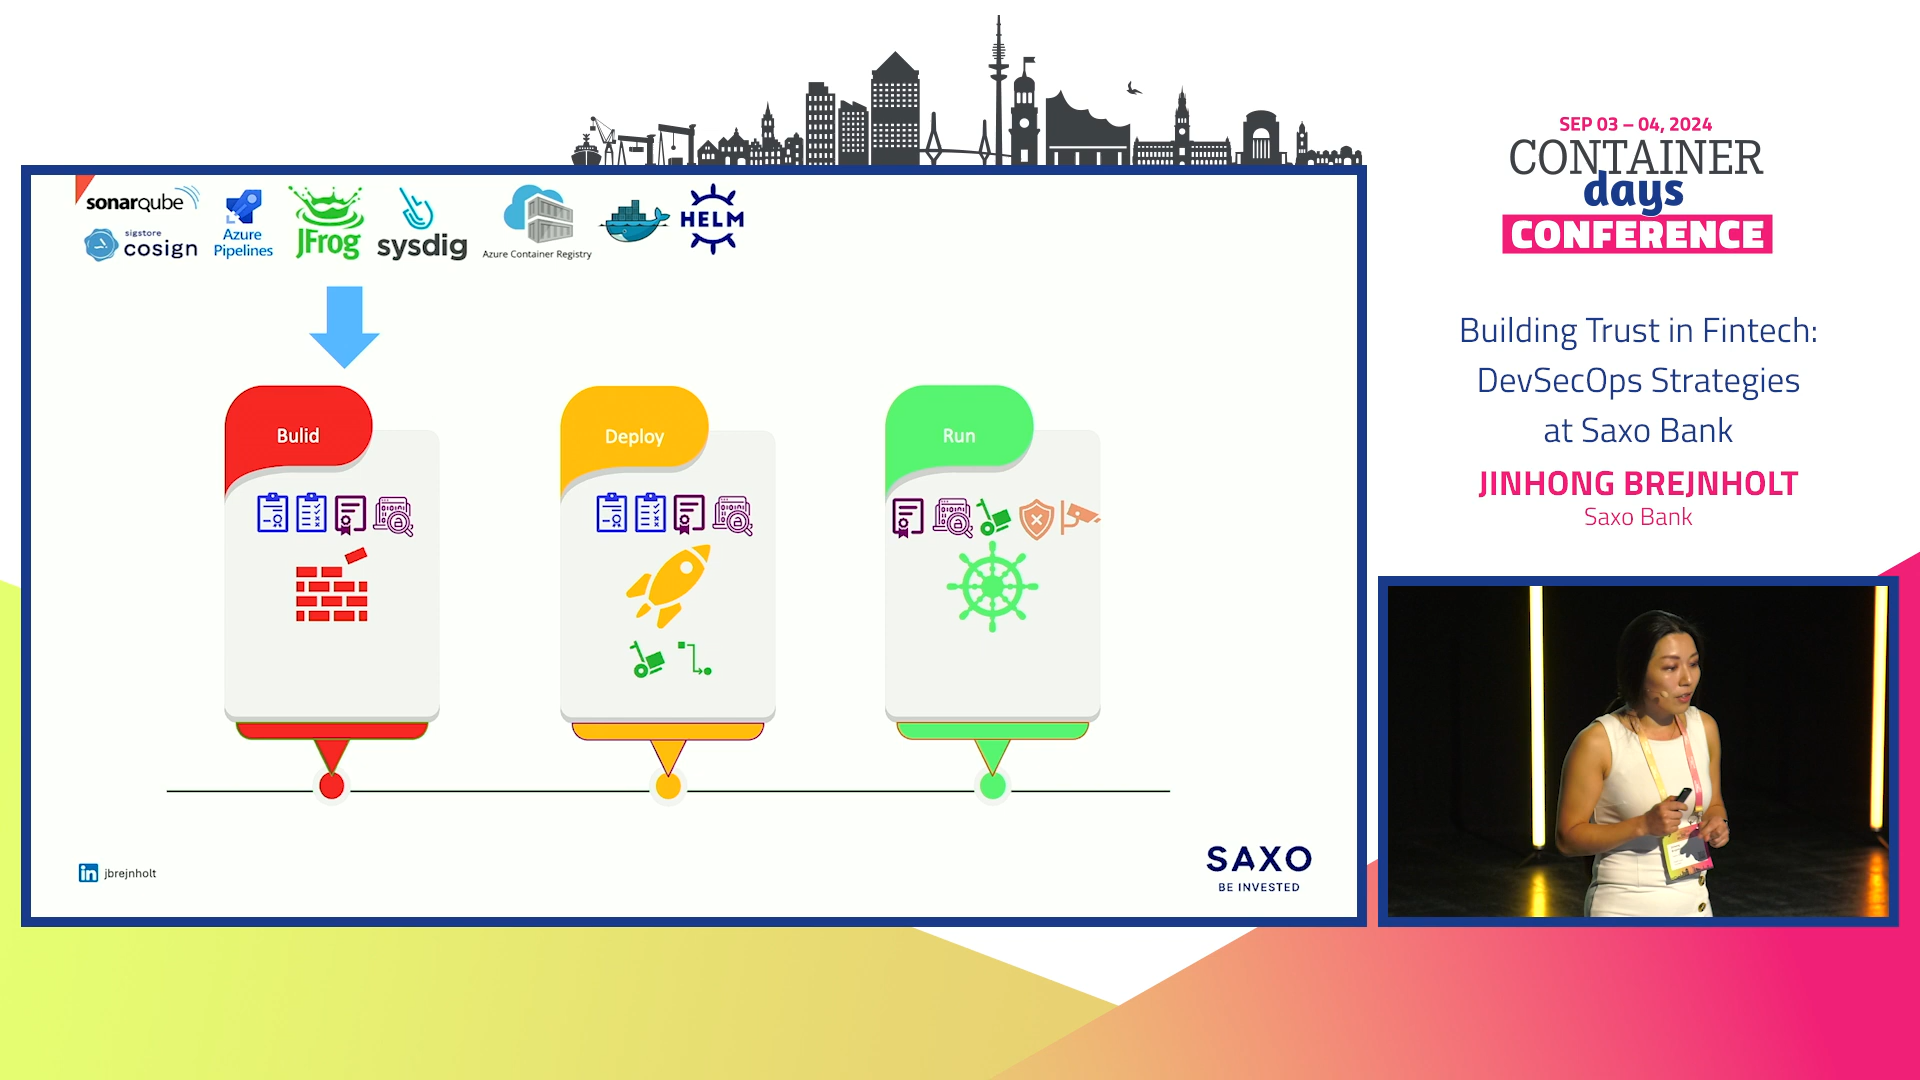 sonarqube
sigstore
cosign
Azure
Pipelines
JFrog
sysdig
Azure Container Registry
HELM
Bulid
Deploy
Run
jbrejnholt
SAXO
BE INVESTED
SEP 03 – 04, 2024
CONTAINER
days
CONFERENCE
Building Trust in Fintech:
DevSecOps Strategies
at Saxo Bank
JINHONG BREJNHOLT
Saxo Bank